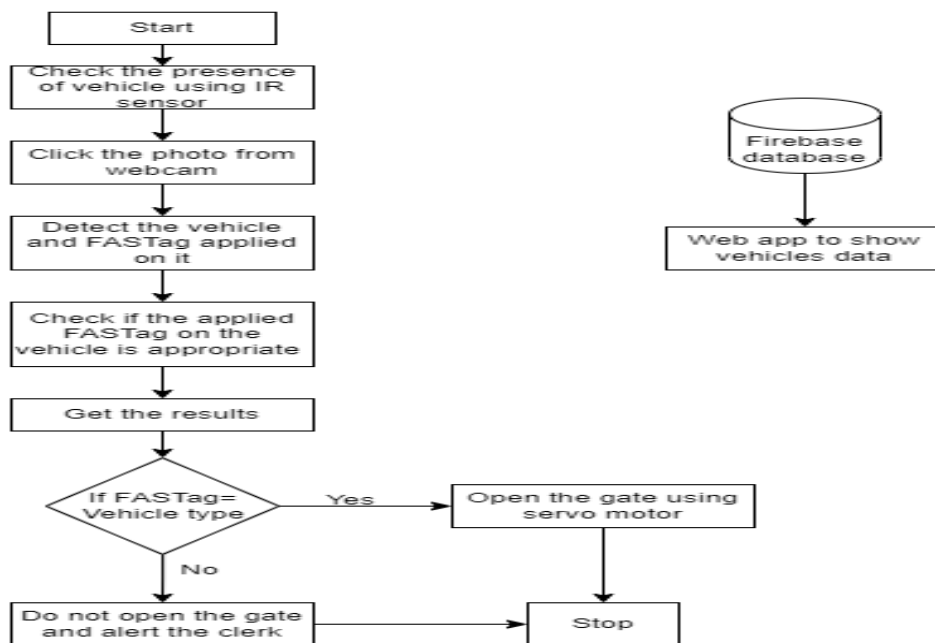 Start
Check the presence
of vehicle using IR
sensor
Click the photo from
webcam
Detect the vehicle
and FASTag applied
on it
Check if the applied
FASTag on the
vehicle is appropriate
Get the results
If FASTag=
Vehicle type
Yes
Open the gate using
servo motor
No
Do not open the gate
and alert the clerk
Stop
Firebase
database
Web app to show
vehicles data